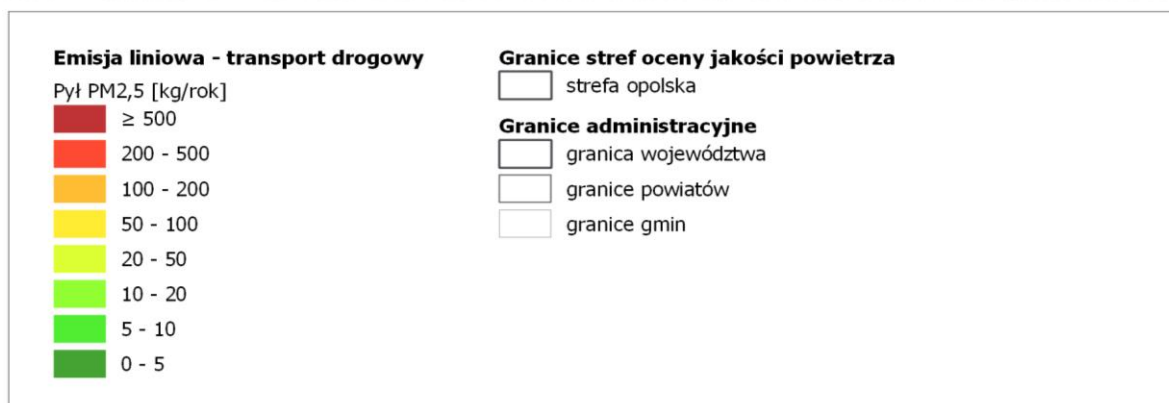 Emisja liniowa - transport drogowy
Pył PM2,5 [kg/rok]
≥ 500
200 - 500
100 - 200
50 - 100
20 - 50
10 - 20
5 - 10
0 - 5
Granice stref oceny jakości powietrza
strefa opolska
Granice administracyjne
granica województwa
granice powiatów
granice gmin